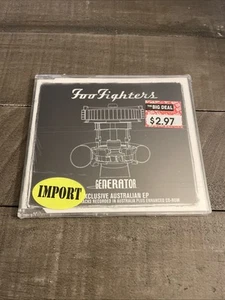 Foo Fighters
THE BIG DEAL
$2.97
GENERATOR
EXCLUSIVE AUSTRALIAN EP
RECORDED IN AUSTRALIA PLUS ENHANCED CD-ROM
IMPORT